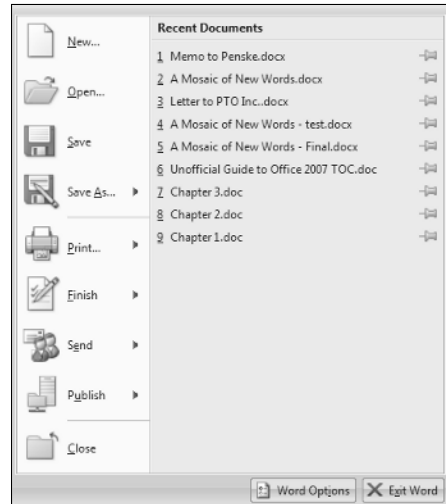 New...
Open...
Save
Save As...
Print...
Finish
Send
Publish
Close
Recent Documents
1 Memo to Penske.docx
2 A Mosaic of New Words.docx
3 Letter to PTO Inc..docx
4 A Mosaic of New Words - test.docx
5 A Mosaic of New Words - Final.docx
6 Unofficial Guide to Office 2007 TOC.doc
7 Chapter 3.doc
8 Chapter 2.doc
9 Chapter 1.doc
Word Options
Exit Word